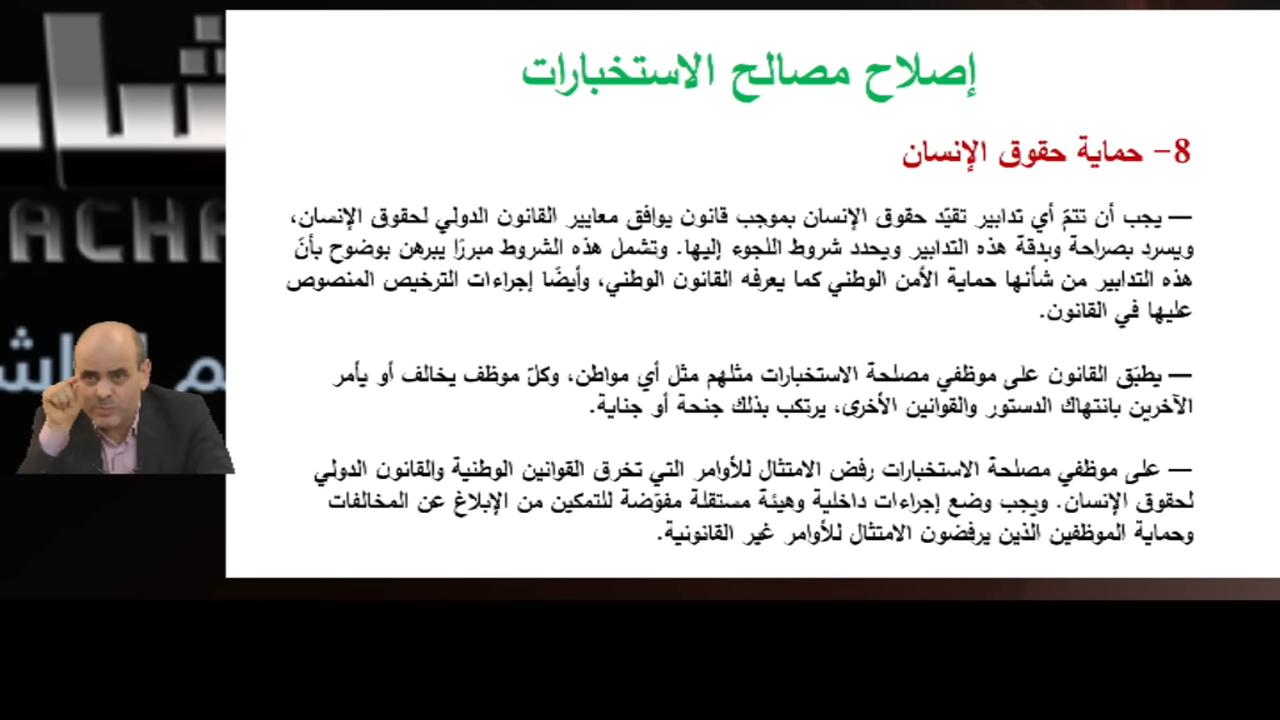 إصلاح مصالح الاستخبارات
8- حماية حقوق الإنسان
— يجب أن تتمّ أي تدابير تقيّد حقوق الإنسان بموجب قانون يوافق معايير القانون الدولي لحقوق الإنسان،
ويسرد بصراحة وبدقة هذه التدابير ويحدد شروط اللجوء إليها. وتشمل هذه الشروط مبررًا يبرهن بوضوح بأنّ
هذه التدابير من شأنها حماية الأمن الوطني كما يعرفه القانون الوطني، وأيضًا إجراءات الترخيص المنصوص
عليها في القانون.
— يطبّق القانون على موظفي مصلحة الاستخبارات مثلهم مثل أي مواطن، وكلّ موظف يخالف أو يأمر
الآخرين بانتهاك الدستور والقوانين الأخرى، يرتكب بذلك جنحة أو جناية.
— على موظفي مصلحة الاستخبارات رفض الامتثال للأوامر التي تخرق القوانين الوطنية والقانون الدولي
لحقوق الإنسان. ويجب وضع إجراءات داخلية وهيئة مستقلة مفوّضة للتمكين من الإبلاغ عن المخالفات
وحماية الموظفين الذين يرفضون الامتثال للأوامر غير القانونية.
ACHA